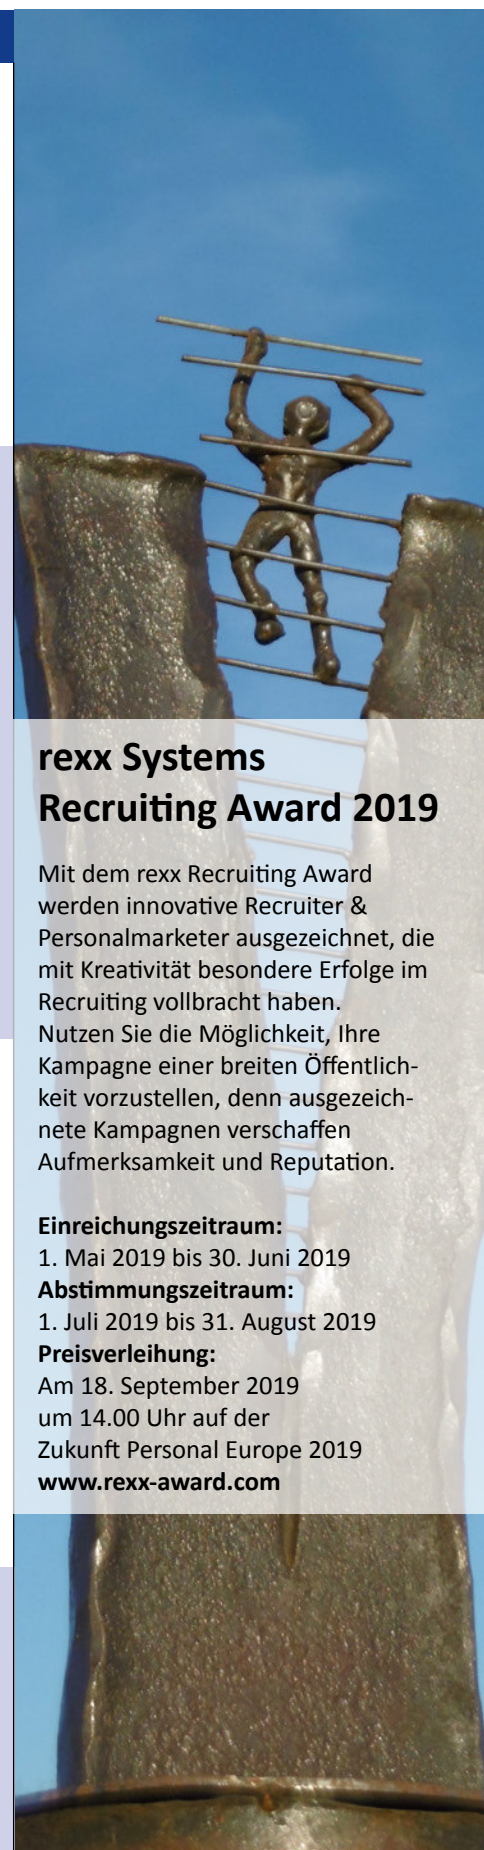 rexx Systems
Recruiting Award 2019
Mit dem rexx Recruiting Award
werden innovative Recruiter &
Personalmarketer ausgezeichnet, die
mit Kreativität besondere Erfolge im
Recruiting vollbracht haben.
Nutzen Sie die Möglichkeit, Ihre
Kampagne einer breiten Öffentlich-
keit vorzustellen, denn ausgezeich-
nete Kampagnen verschaffen
Aufmerksamkeit und Reputation.
Einreichungszeitraum:
1. Mai 2019 bis 30. Juni 2019
Abstimmungszeitraum:
1. Juli 2019 bis 31. August 2019
Preisverleihung:
Am 18. September 2019
um 14.00 Uhr auf der
Zukunft Personal Europe 2019
www.rexx-award.com